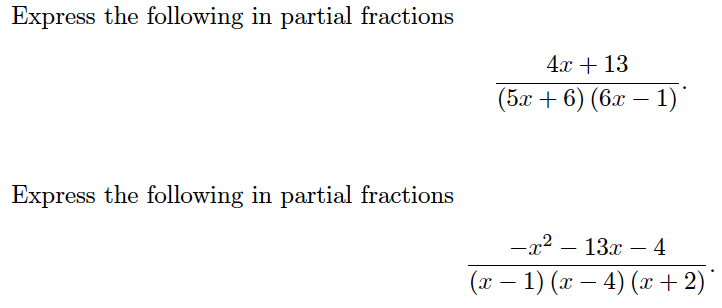 Express the following in partial fractions
4x + 13
(5x + 6) (6x − 1)
.
Express the following in partial fractions
−x² − 13x − 4
(x − 1) (x − 4) (x + 2)
.